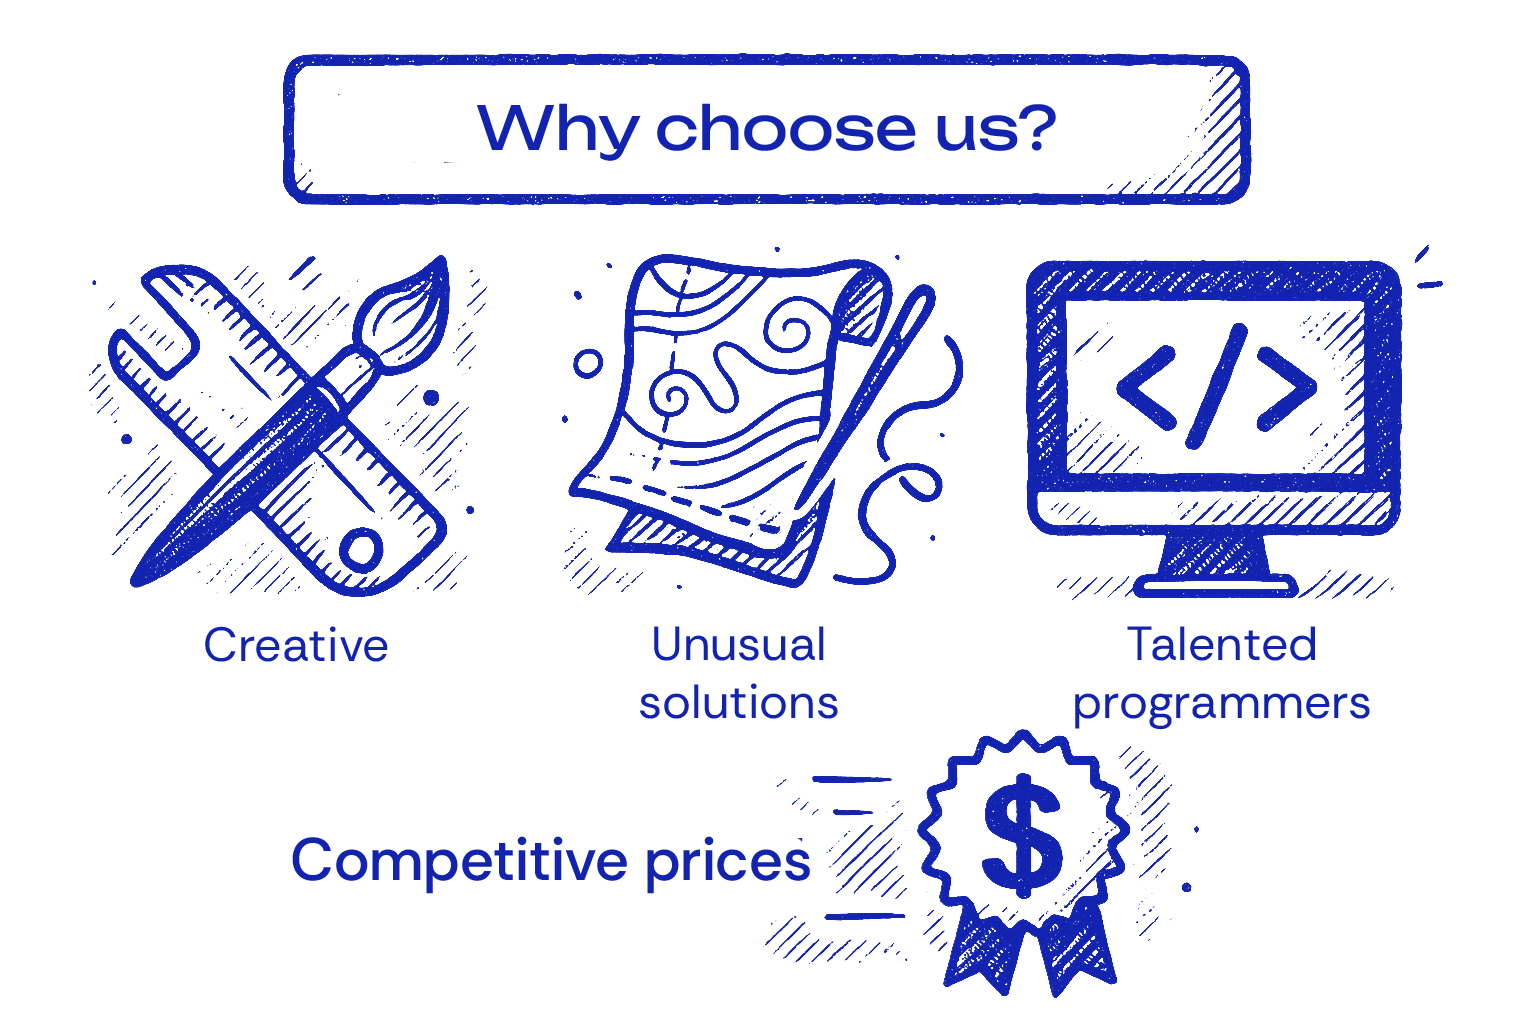 Why choose us?
</>
Creative
Unusual
solutions
Talented
programmers
Competitive prices
$